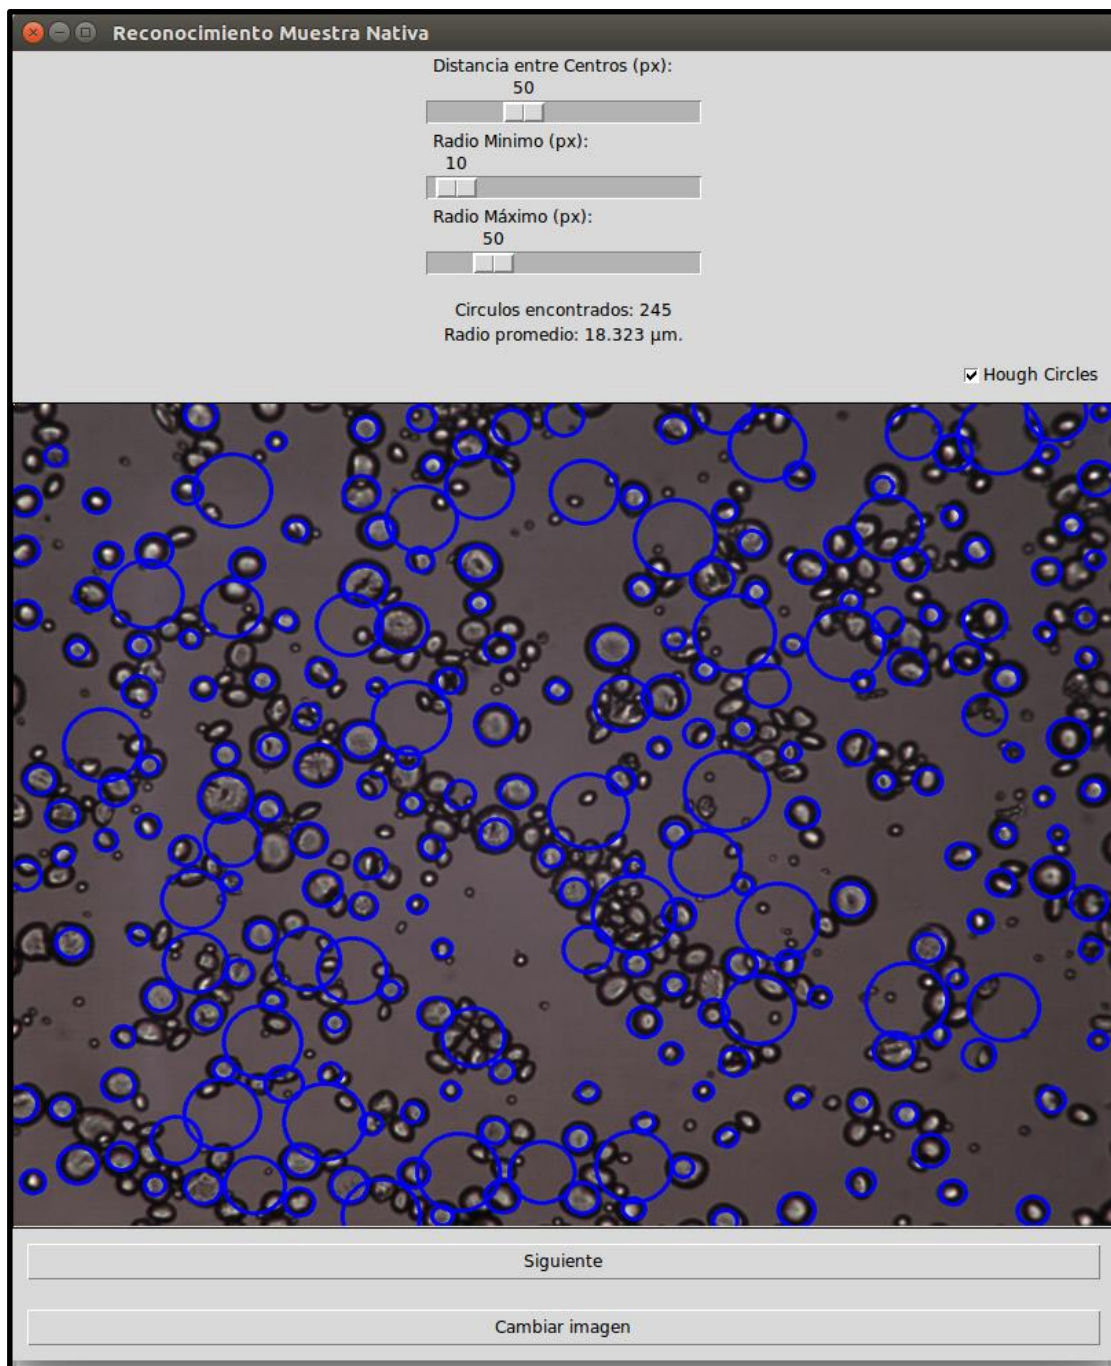 Reconocimiento Muestra Nativa
Distancia entre Centros (px):
50
Radio Minimo (px):
10
Radio Máximo (px):
50
Circulos encontrados: 245
Radio promedio: 18.323 μm.
Hough Circles
Siguiente
Cambiar imagen